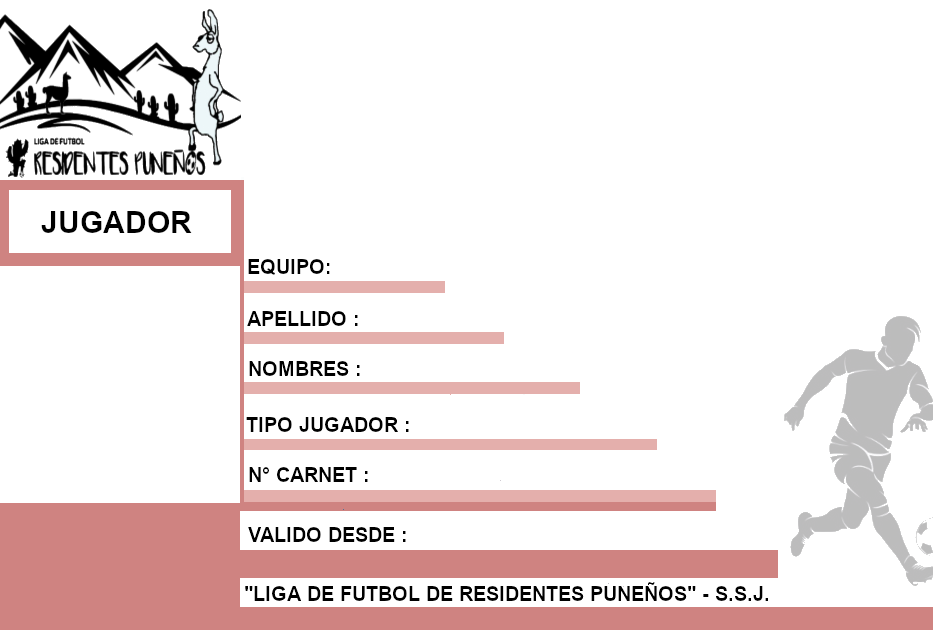 LIGA DE FUTBOL
RESIDENTES PUNEÑOS
JUGADOR
EQUIPO:
APELLIDO :
NOMBRES :
TIPO JUGADOR :
N° CARNET :
VALIDO DESDE :
"LIGA DE FUTBOL DE RESIDENTES PUNEÑOS" - S.S.J.